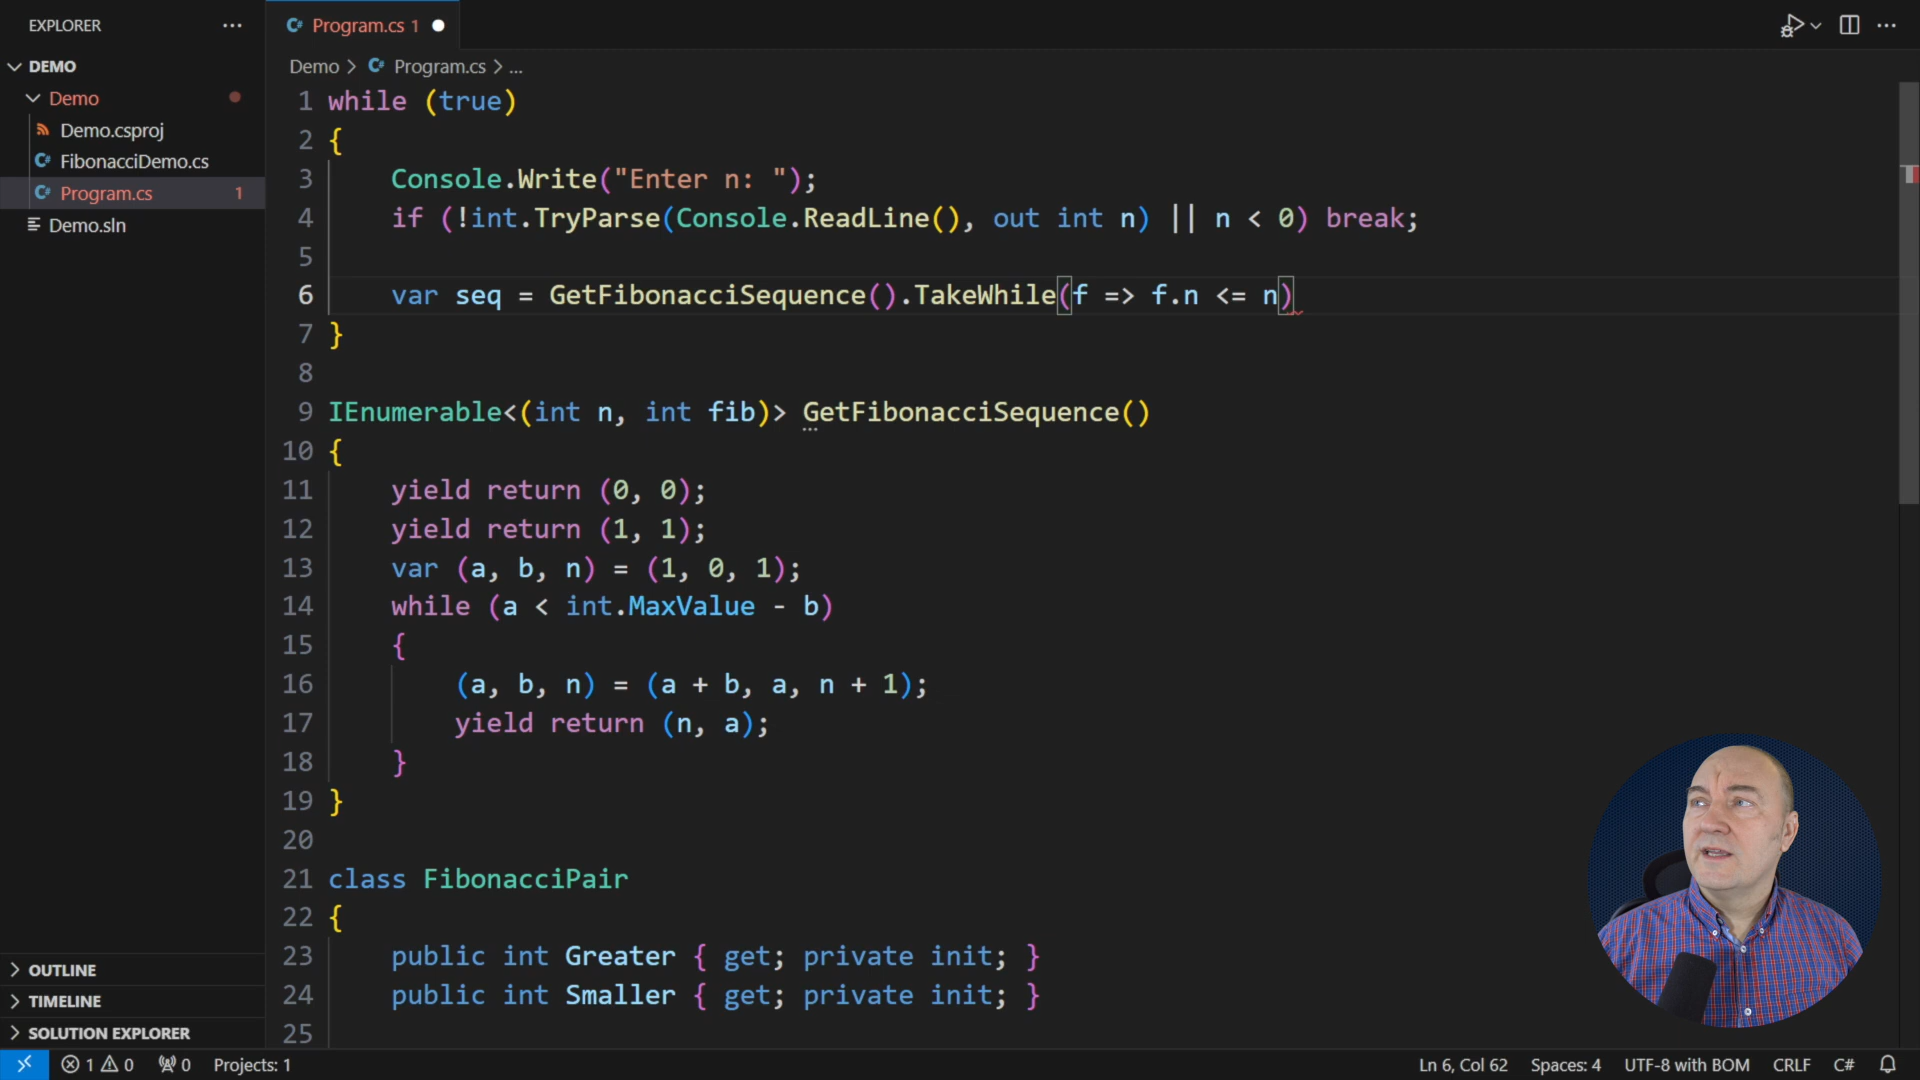 EXPLORER
DEMO
Demo
Demo.csproj
FibonacciDemo.cs
Program.cs 1
Demo.sln
OUTLINE
TIMELINE
SOLUTION EXPLORER
Program.cs 1
Demo > Program.cs > ...
1 while (true)
2 {
3 Console.Write("Enter n: ");
4 if (!int.TryParse(Console.ReadLine(), out int n) || n < 0) break;
5
6 var seq = GetFibonacciSequence().TakeWhile(f => f.n <= n)
7 }
8
9 IEnumerable<(int n, int fib)> GetFibonacciSequence()
10 {
11 yield return (0, 0);
12 yield return (1, 1);
13 var (a, b, n) = (1, 0, 1);
14 while (a < int.MaxValue - b)
15 {
16 (a, b, n) = (a + b, a, n + 1);
17 yield return (n, a);
18 }
19 }
20
21 class FibonacciPair
22 {
23 public int Greater { get; private init; }
24 public int Smaller { get; private init; }
25
1 0 0 Projects: 1 Ln 6, Col 62 Spaces: 4 UTF-8 with BOM CRLF C#